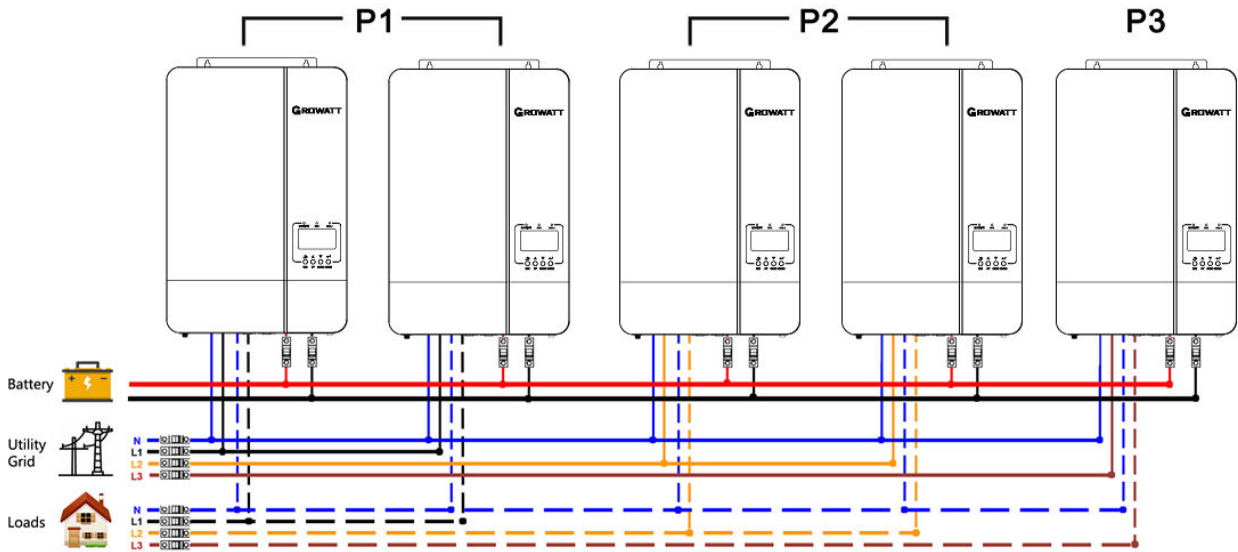 P1
P2
P3
GROWATT
GROWATT
GROWATT
GROWATT
GROWATT
Battery
Utility
Grid
N
L1
L2
L3
Loads
N
L1
L2
L3